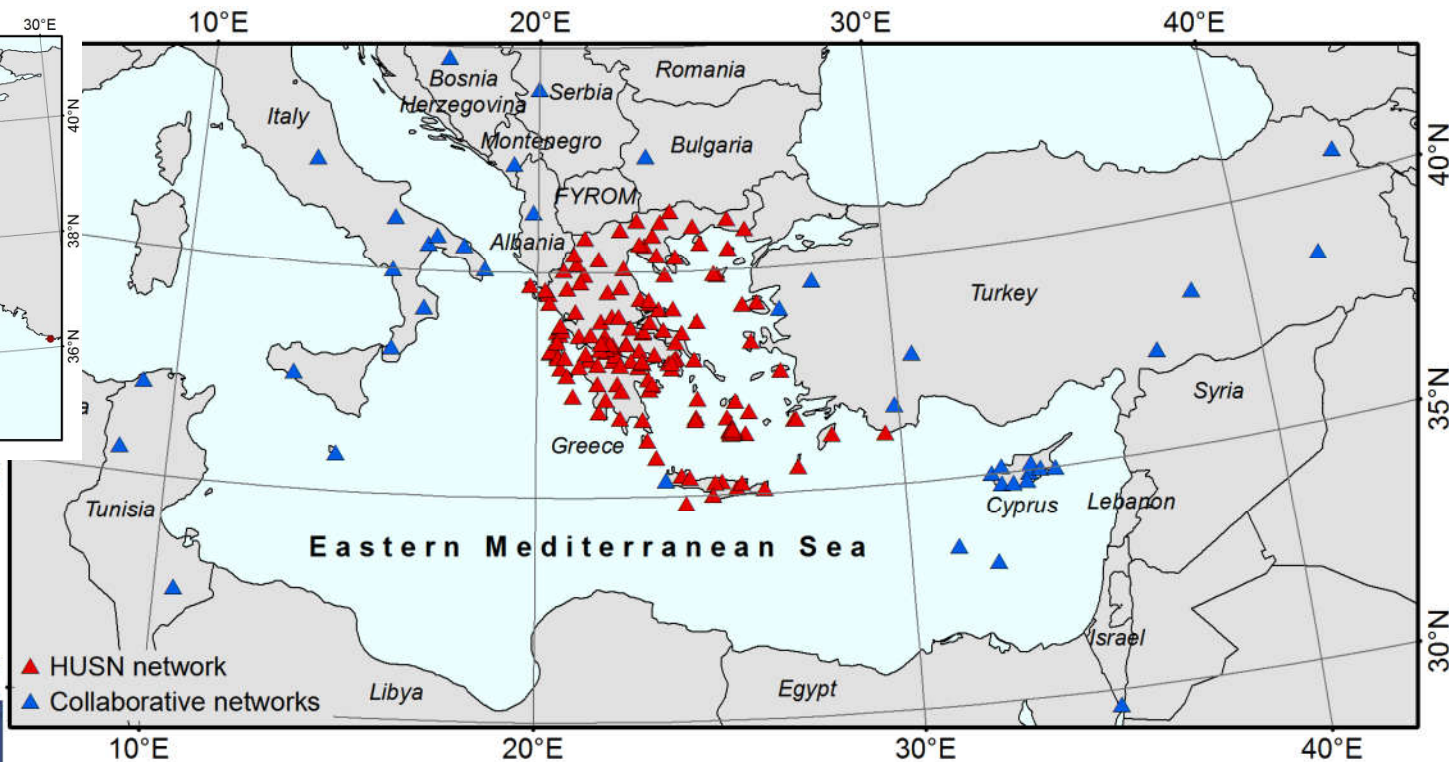 30°E
10°E
20°E
30°E
40°E
40°N
38°N
36°N
40°N
35°N
30°N
Romania
Bosnia
Herzegovina
Serbia
Italy
Montenegro
Bulgaria
FYROM
Albania
Turkey
Syria
a
Greece
Tunisia
Cyprus
Lebanon
Eastern Mediterranean Sea
Israel
HUSN network
Collaborative networks
Libya
Egypt
10°E
20°E
30°E
40°E